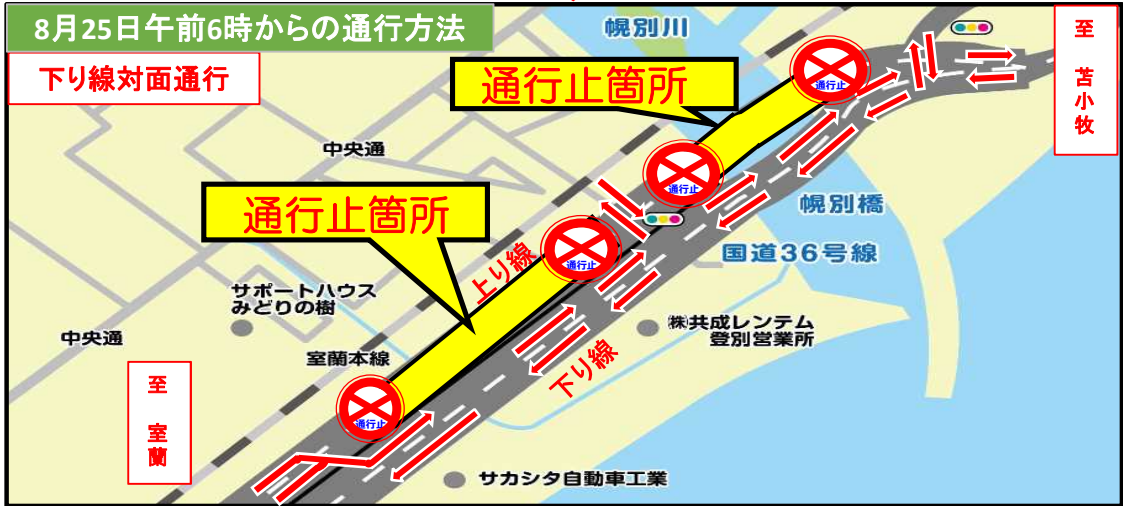 8月25日午前6時からの通行方法
下り線対面通行
幌別川
至 苫小牧
通行止
通行止箇所
中央通
通行止
通行止箇所
幌別橋
通行止
国道36号線
上り線
サポートハウス
みどりの樹
㈱共成レンテム
登別営業所
中央通
室蘭本線
下り線
至 室蘭
通行止
サカシタ自動車工業